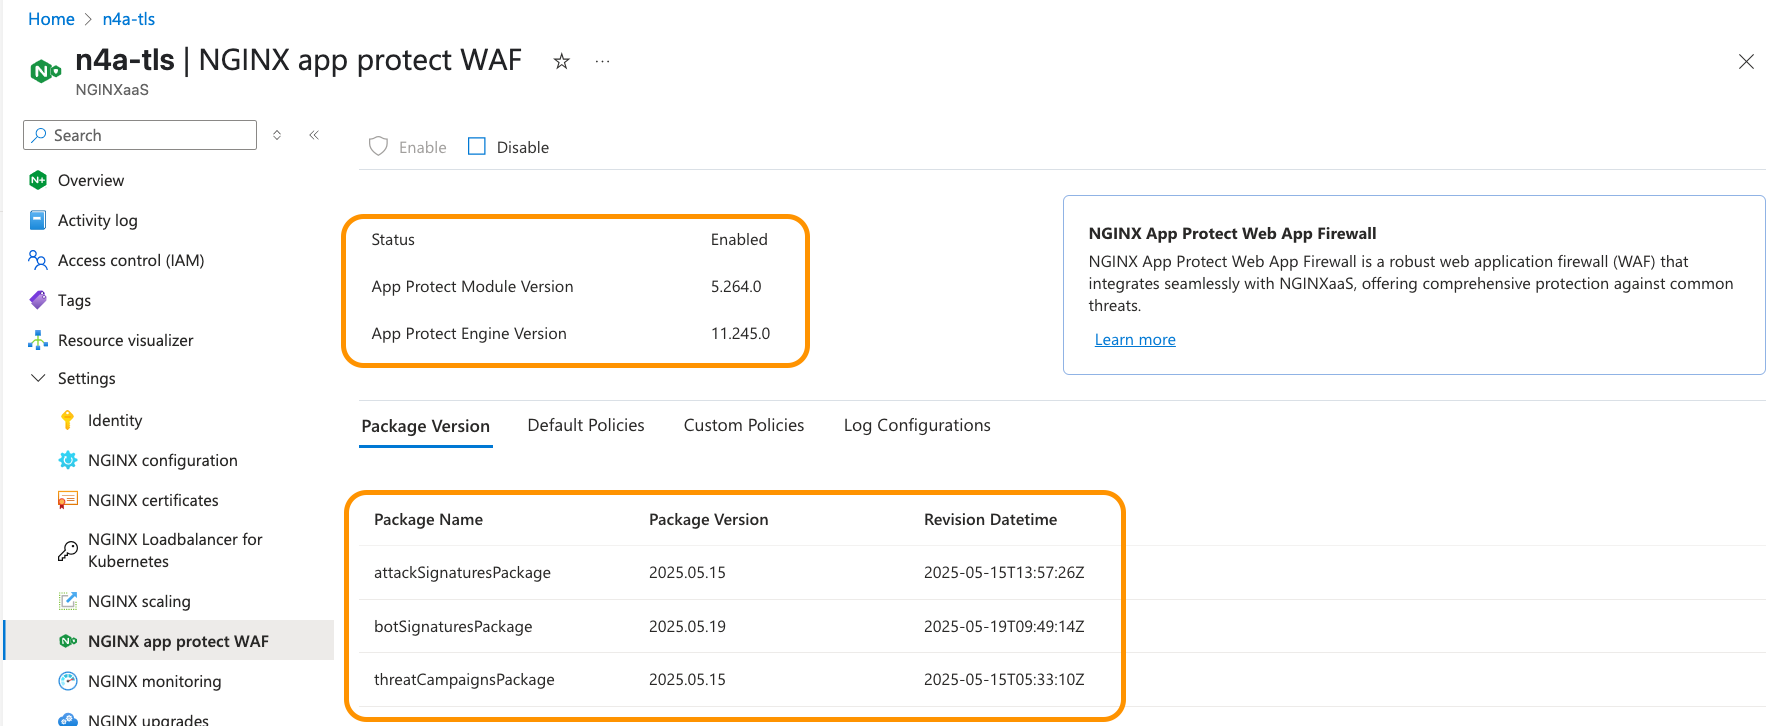 Home > n4a-tls
n4a-tls | NGINX app protect WAF ☆ ...
NGINXaaS
Search
Overview
Activity log
Access control (IAM)
Tags
Resource visualizer
Settings
Identity
NGINX configuration
NGINX certificates
NGINX Loadbalancer for
Kubernetes
NGINX scaling
NGINX app protect WAF
NGINX monitoring
NGINX upgrades
Enable Disable
Status Enabled
App Protect Module Version 5.264.0
App Protect Engine Version 11.245.0
NGINX App Protect Web App Firewall
NGINX App Protect Web App Firewall is a robust web application firewall (WAF) that
integrates seamlessly with NGINXaaS, offering comprehensive protection against common
threats.
Learn more
Package Version Default Policies Custom Policies Log Configurations
Package Name Package Version Revision Datetime
attackSignaturesPackage 2025.05.15 2025-05-15T13:57:26Z
botSignaturesPackage 2025.05.19 2025-05-19T09:49:14Z
threatCampaignsPackage 2025.05.15 2025-05-15T05:33:10Z